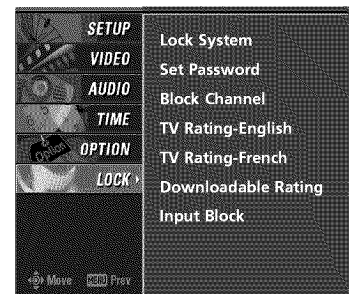 SETUP
VIDEO
AUDIO
TIME
OPTION
LOCK
Lock System
Set Password
Block Channel
TV Rating-English
TV Rating-French
Downloadable Rating
Input Block
Option
Move MENU Prev